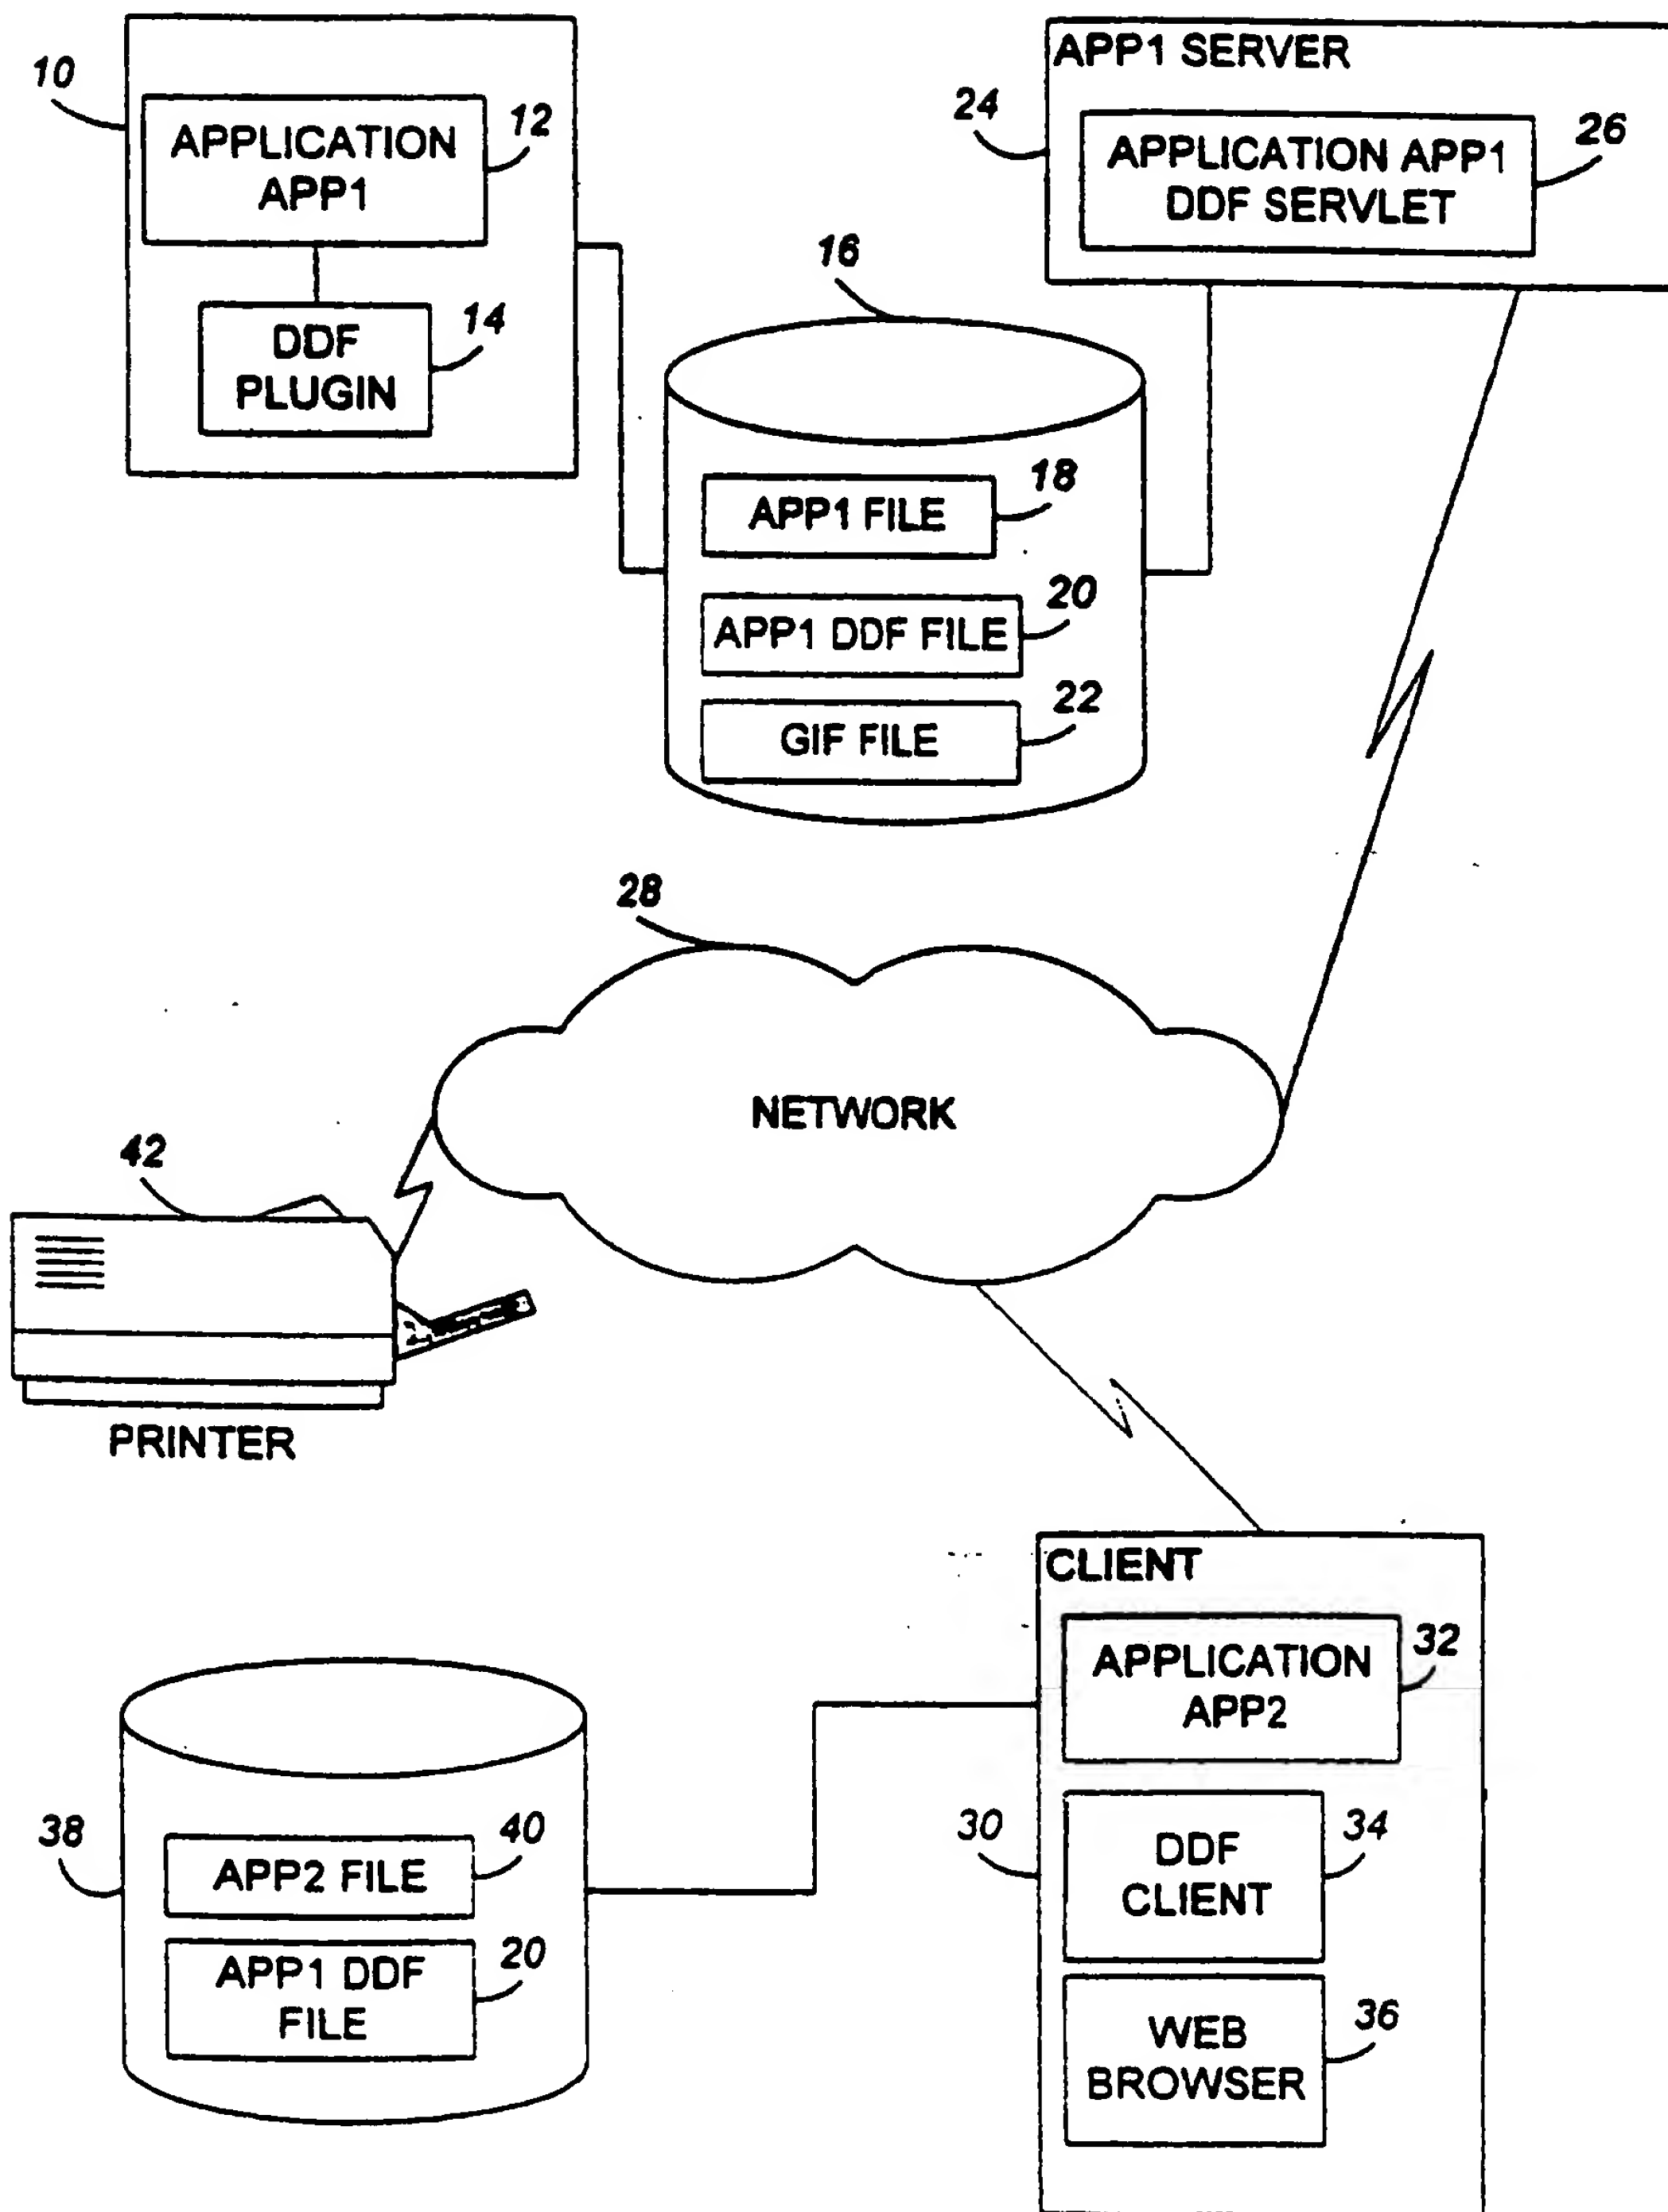 10
APPLICATION
APP1
12
DDF
PLUGIN
14
APP1 SERVER
24
APPLICATION APP1
DDF SERVLET
26
16
APP1 FILE
18
APP1 DDF FILE
20
GIF FILE
22
28
NETWORK
42
PRINTER
CLIENT
APPLICATION
APP2
32
30
DDF
CLIENT
34
WEB
BROWSER
36
38
APP2 FILE
40
APP1 DDF
FILE
20